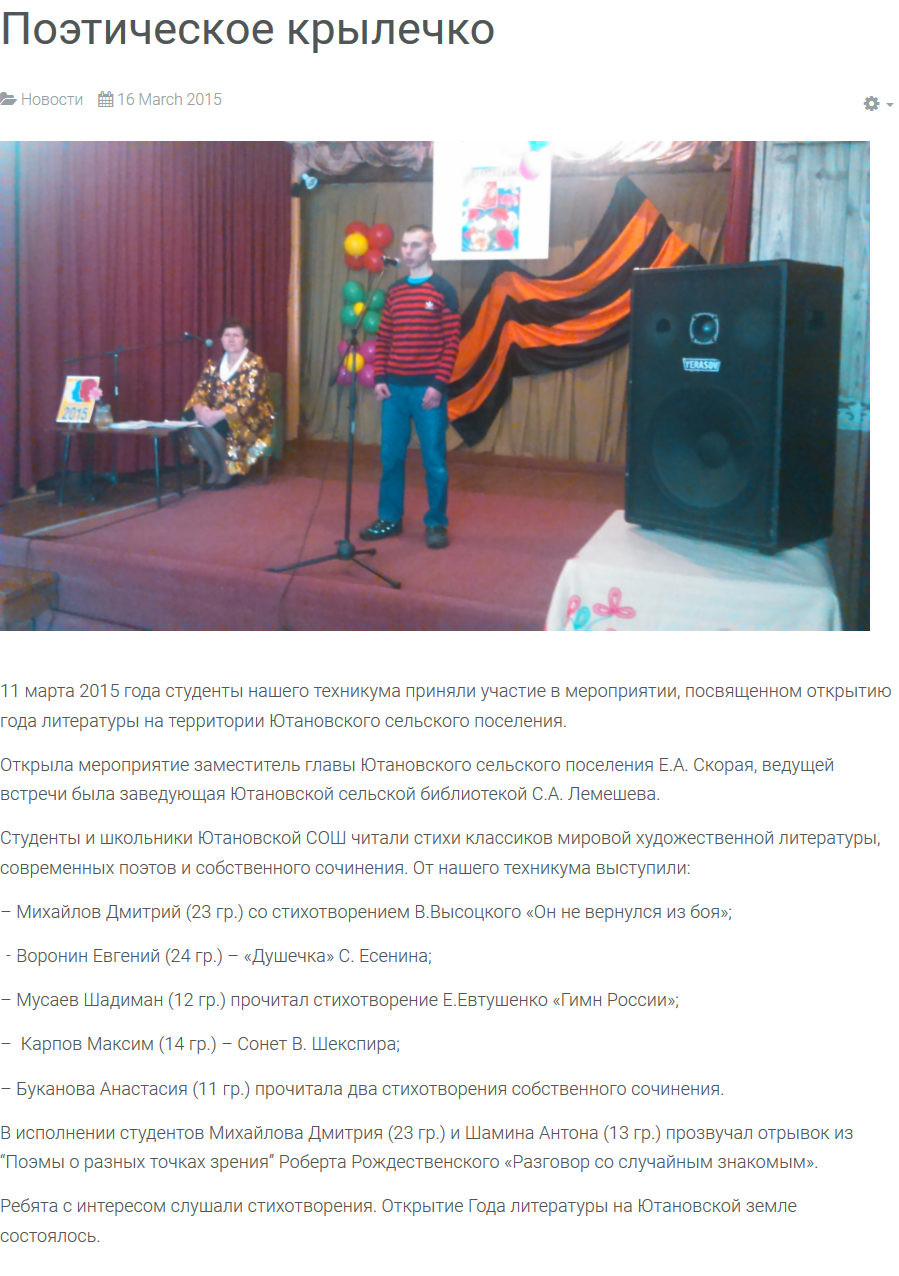 Поэтическое крылечко
Новости 16 March 2015
2015
YERASOV
11 марта 2015 года студенты нашего техникума приняли участие в мероприятии, посвященном открытию
года литературы на территории Ютановского сельского поселения.
Открыла мероприятие заместитель главы Ютановского сельского поселения Е.А. Скорая, ведущей
встречи была заведующая Ютановской сельской библиотекой С.А. Лемешева.
Студенты и школьники Ютановской СОШ читали стихи классиков мировой художественной литературы,
современных поэтов и собственного сочинения. От нашего техникума выступили:
– Михайлов Дмитрий (23 гр.) со стихотворением В.Высоцкого «Он не вернулся из боя»;
- Воронин Евгений (24 гр.) – «Душечка» С. Есенина;
– Мусаев Шадиман (12 гр.) прочитал стихотворение Е.Евтушенко «Гимн России»;
– Карпов Максим (14 гр.) – Сонет В. Шекспира;
– Буканова Анастасия (11 гр.) прочитала два стихотворения собственного сочинения.
В исполнении студентов Михайлова Дмитрия (23 гр.) и Шамина Антона (13 гр.) прозвучал отрывок из
“Поэмы о разных точках зрения” Роберта Рождественского «Разговор со случайным знакомым».
Ребята с интересом слушали стихотворения. Открытие Года литературы на Ютановской земле
состоялось.